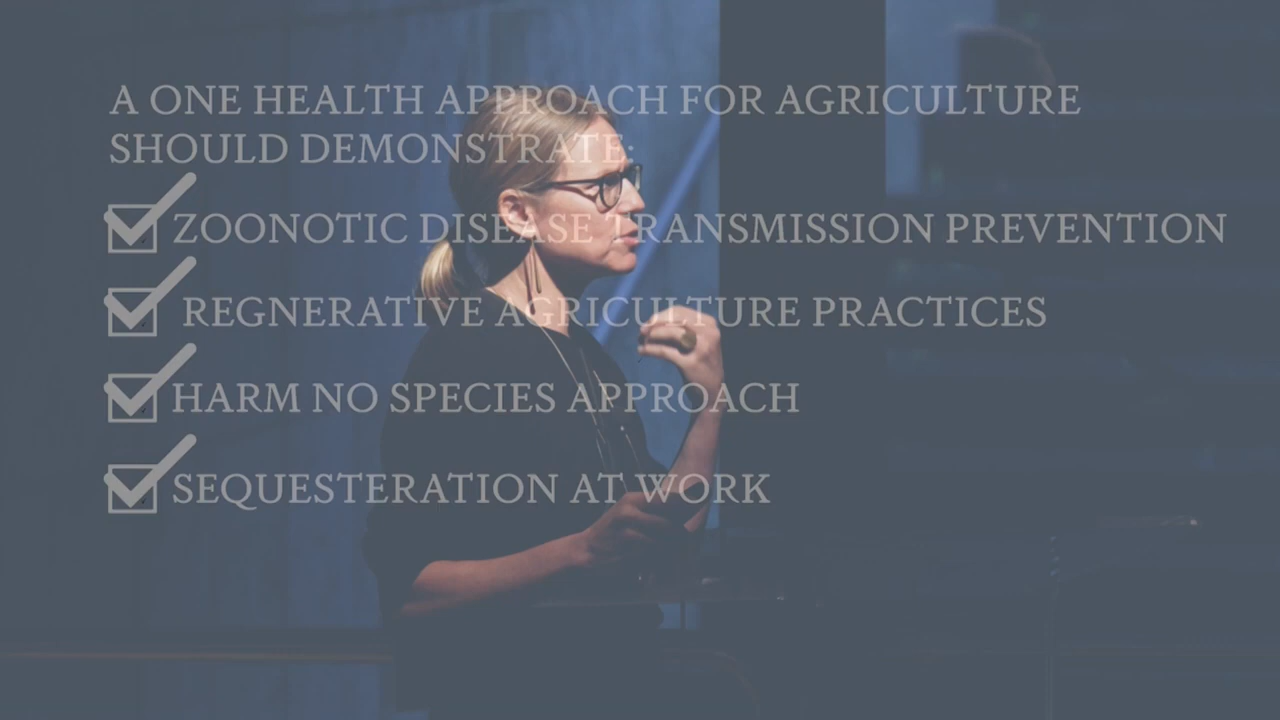 A ONE HEALTH APPROACH FOR AGRICULTURE
SHOULD DEMONSTRATE:
ZOONOTIC DISEASE TRANSMISSION PREVENTION
REGNERATIVE AGRICULTURE PRACTICES
HARM NO SPECIES APPROACH
SEQUESTERATION AT WORK